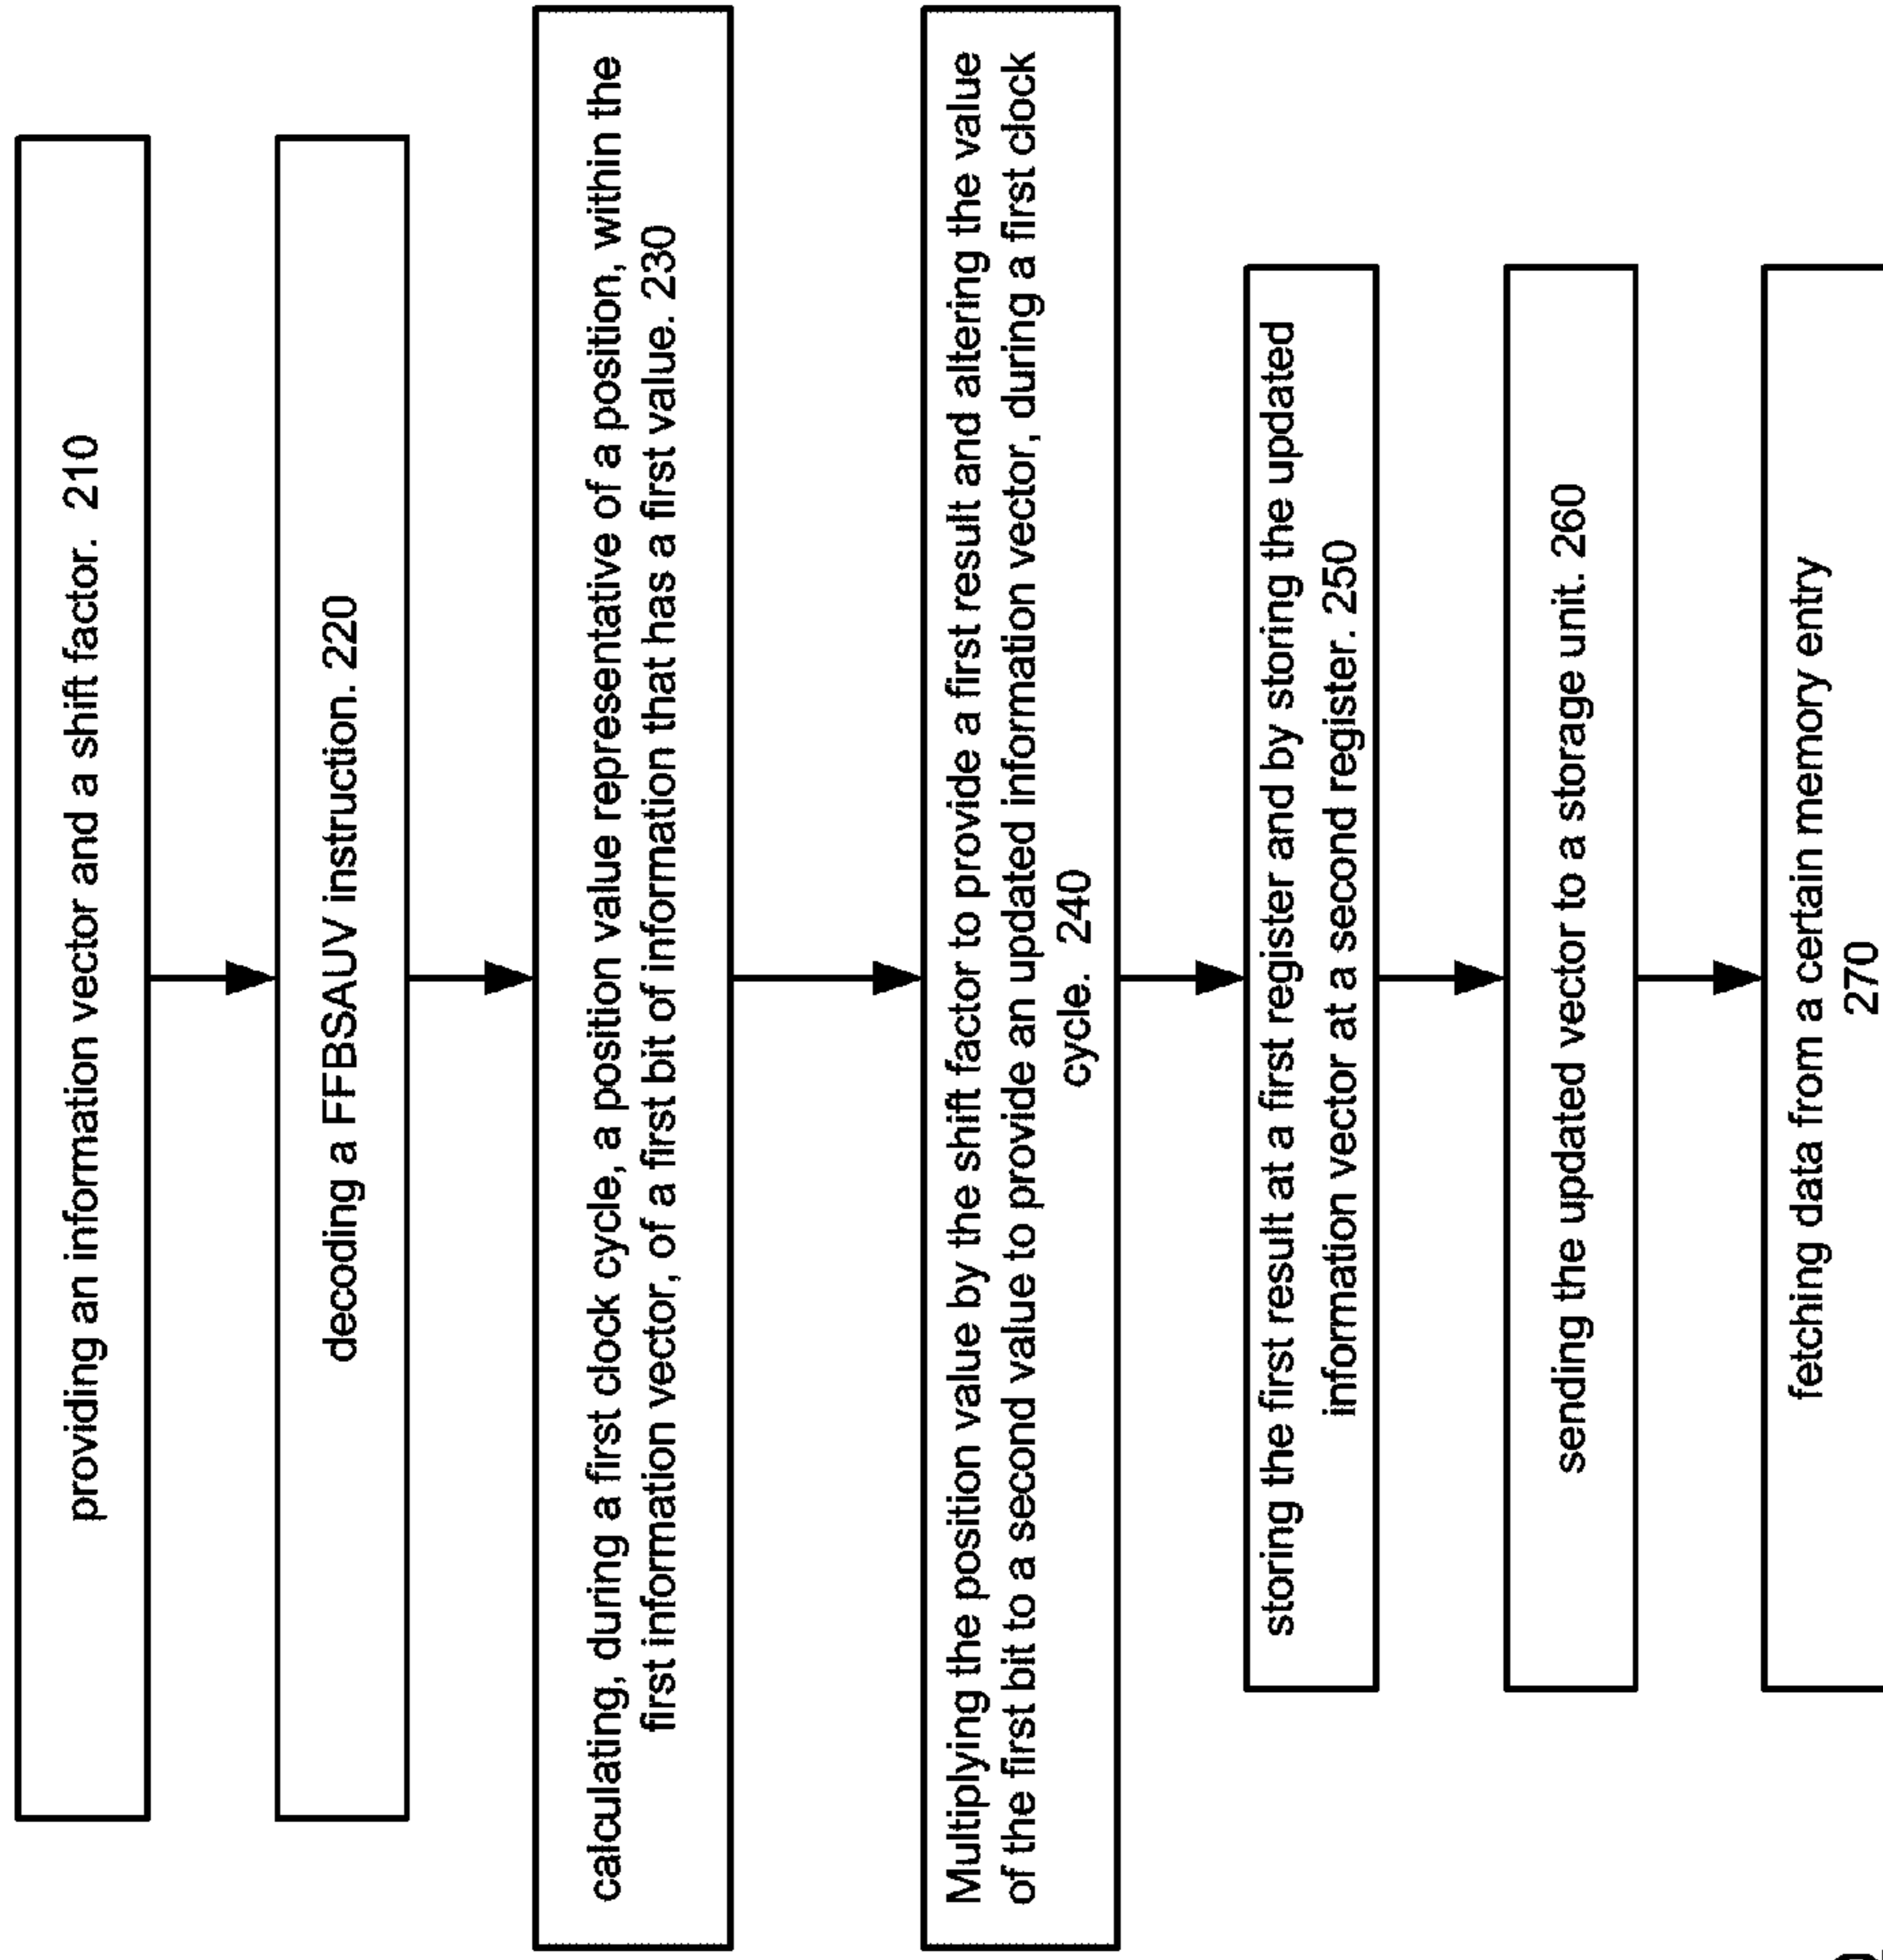 providing an information vector and a shift factor. 210
decoding a FFBSAUV instruction. 220
calculating, during a first clock cycle, a position value representative of a position, within the
first information vector, of a first bit of information that has a first value. 230
Multiplying the position value by the shift factor to provide a first result and altering the value
of the first bit to a second value to provide an updated information vector, during a first clock
cycle. 240
storing the first result at a first register and by storing the updated
information vector at a second register. 250
sending the updated vector to a storage unit. 260
fetching data from a certain memory entry
270